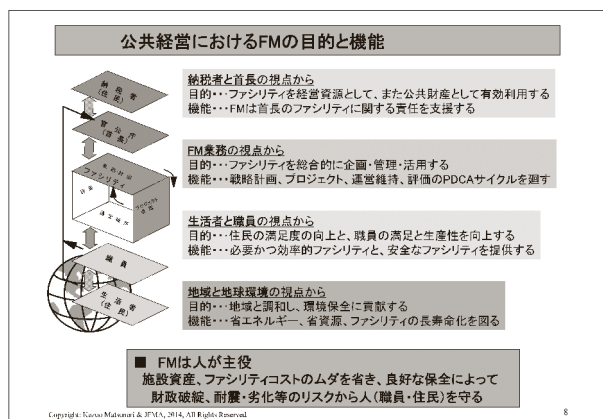 公共経営におけるFMの目的と機能
納税者
(住民)
官公庁
(首長)
ファシリティ
評価
運営維持
職員
生活者
(住民)
納税者と首長の視点から
目的・・・ファシリティを経営資源として、また公共財産として有効利用する
機能・・・FMは首長のファシリティに関する責任を支援する
FM業務の視点から
目的・・・ファシリティを総合的に企画・管理・活用する
機能・・・戦略計画、プロジェクト、運営維持、評価のPDCAサイクルを廻す
生活者と職員の視点から
目的・・・住民の満足度の向上と、職員の満足と生産性を向上する
機能・・・必要かつ効率的ファシリティと、安全なファシリティを提供する
地域と地球環境の視点から
目的・・・地域と調和し、環境保全に貢献する
機能・・・省エネルギー、省資源、ファシリティの長寿命化を図る
■ FMは人が主役
施設資産、ファシリティコストのムダを省き、良好な保全によって
財政破綻、耐震・劣化等のリスクから人(職員・住民)を守る
Copyright: Kazuo Matsunari & JFMA, 2014, All Rights Reserved
8